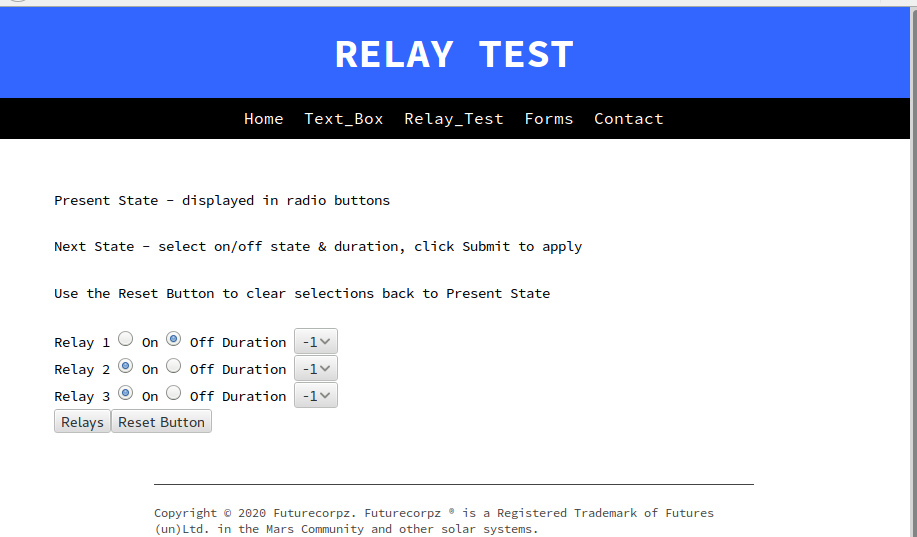 RELAY TEST
Home Text_Box Relay_Test Forms Contact
Present State - displayed in radio buttons
Next State - select on/off state & duration, click Submit to apply
Use the Reset Button to clear selections back to Present State
Relay 1 On Off Duration -1
Relay 2 On Off Duration -1
Relay 3 On Off Duration -1
Relays Reset Button
Copyright © 2020 Futurecorpz. Futurecorpz ® is a Registered Trademark of Futures
(un)Ltd. in the Mars Community and other solar systems.